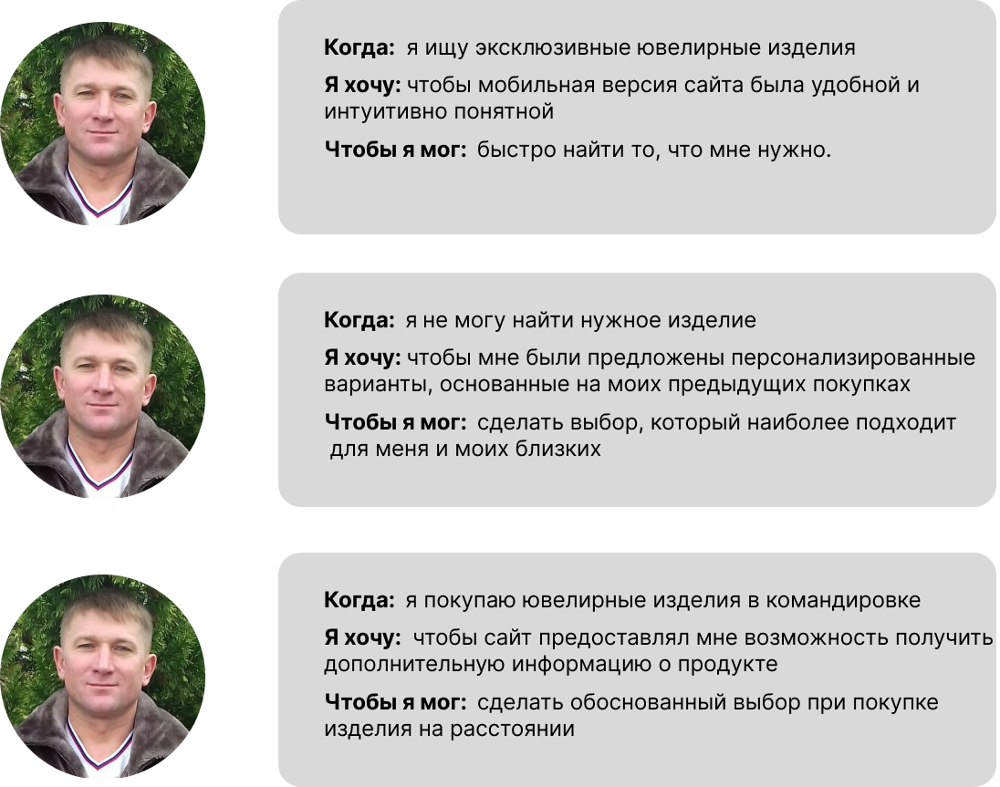 Когда: я ищу эксклюзивные ювелирные изделия
Я хочу: чтобы мобильная версия сайта была удобной и
интуитивно понятной
Чтобы я мог: быстро найти то, что мне нужно.
Когда: я не могу найти нужное изделие
Я хочу: чтобы мне были предложены персонализированные
варианты, основанные на моих предыдущих покупках
Чтобы я мог: сделать выбор, который наиболее подходит
для меня и моих близких
Когда: я покупаю ювелирные изделия в командировке
Я хочу: чтобы сайт предоставлял мне возможность получить
дополнительную информацию о продукте
Чтобы я мог: сделать обоснованный выбор при покупке
изделия на расстоянии